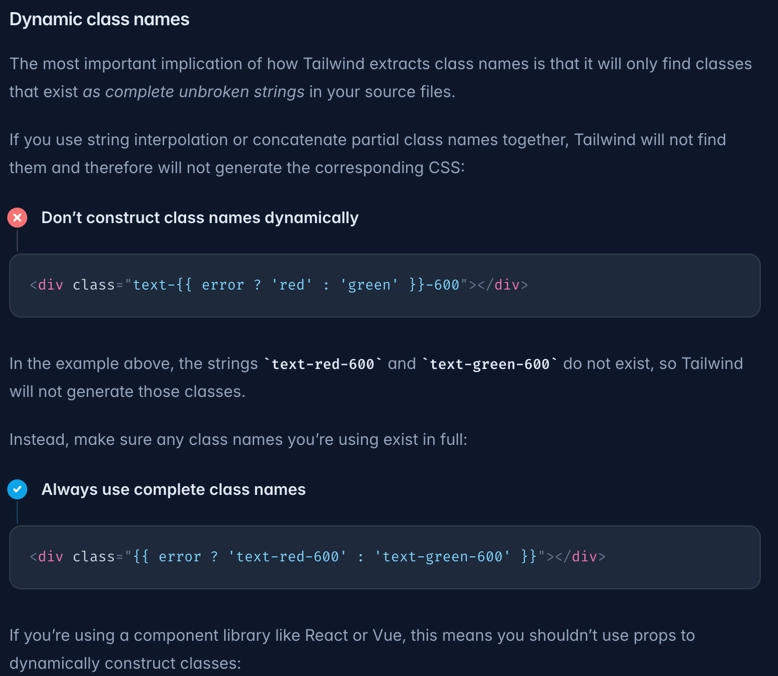 Dynamic class names
The most important implication of how Tailwind extracts class names is that it will only find classes
that exist as complete unbroken strings in your source files.
If you use string interpolation or concatenate partial class names together, Tailwind will not find
them and therefore will not generate the corresponding CSS:
Don’t construct class names dynamically
<div class="text-{{ error ? 'red' : 'green' }}-600"></div>
In the example above, the strings `text-red-600` and `text-green-600` do not exist, so Tailwind
will not generate those classes.
Instead, make sure any class names you’re using exist in full:
Always use complete class names
<div class="{{ error ? 'text-red-600' : 'text-green-600' }}"></div>
If you’re using a component library like React or Vue, this means you shouldn’t use props to
dynamically construct classes: